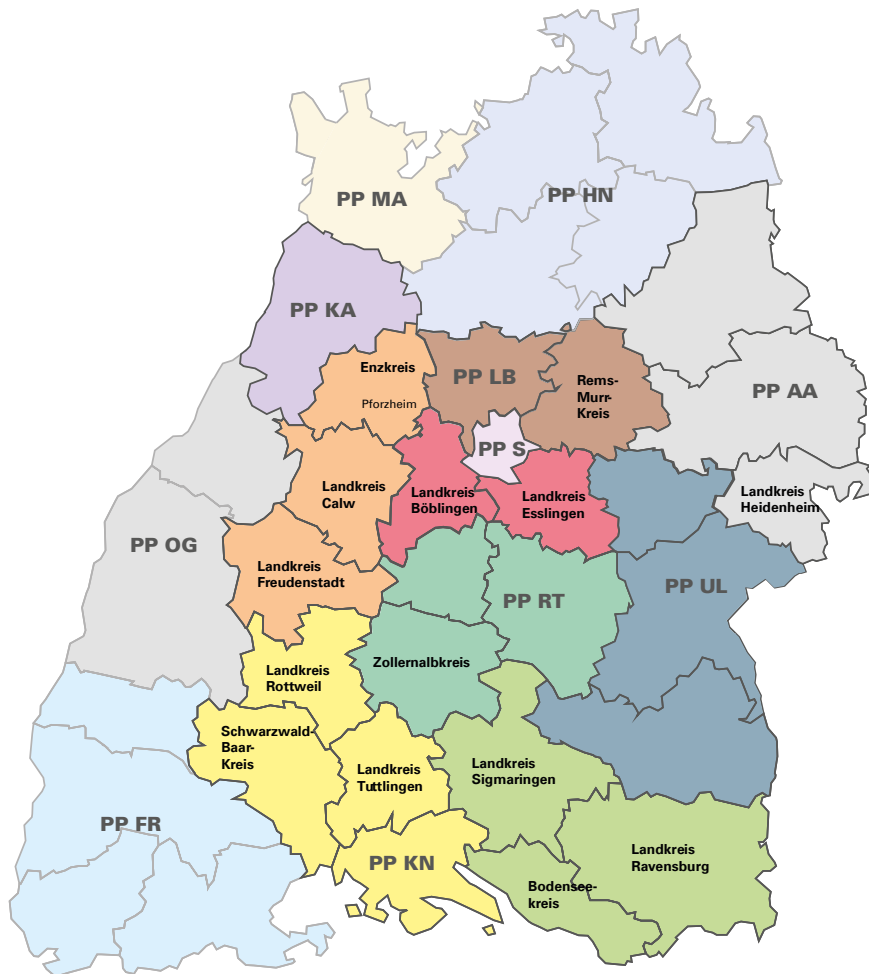 PP MA
PP HN
PP KA
Enzkreis
Pforzheim
PP LB
Rems-
Murr-
Kreis
PP AA
PP S
Landkreis
Calw
Landkreis
Böblingen
Landkreis
Esslingen
Landkreis
Heidenheim
PP OG
Landkreis
Freudenstadt
PP RT
PP UL
Landkreis
Rottweil
Zollernalbkreis
Schwarzwald-
Baar-
Kreis
Landkreis
Tuttlingen
Landkreis
Sigmaringen
PP FR
PP KN
Landkreis
Ravensburg
Bodensee-
kreis